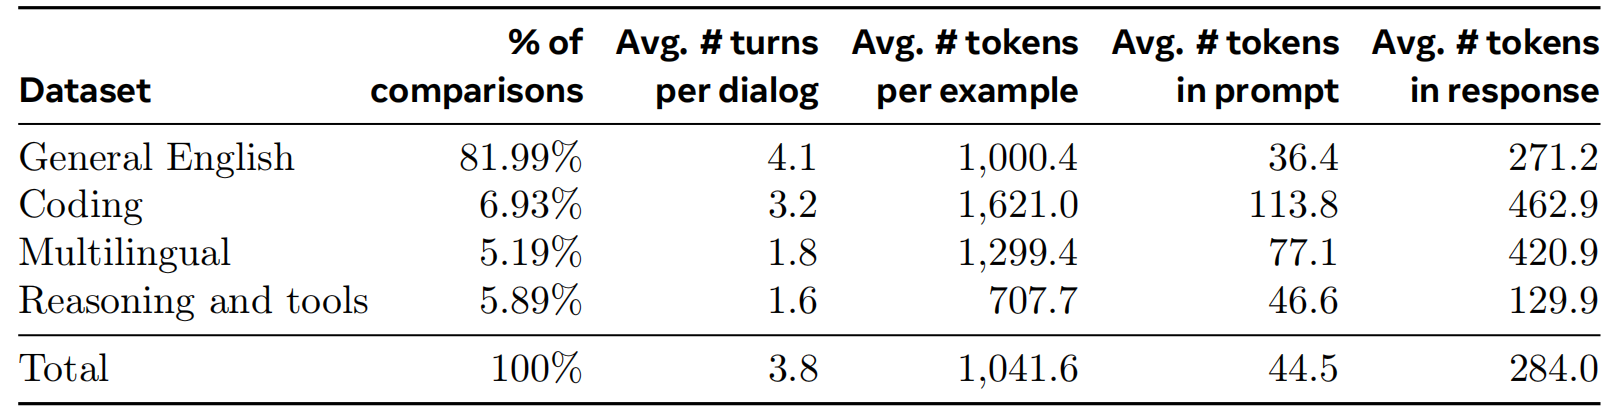 % of Avg. # turns Avg. # tokens Avg. # tokens Avg. # tokens
Dataset comparisons per dialog per example in prompt in response
General English 81.99% 4.1 1,000.4 36.4 271.2
Coding 6.93% 3.2 1,621.0 113.8 462.9
Multilingual 5.19% 1.8 1,299.4 77.1 420.9
Reasoning and tools 5.89% 1.6 707.7 46.6 129.9
Total 100% 3.8 1,041.6 44.5 284.0